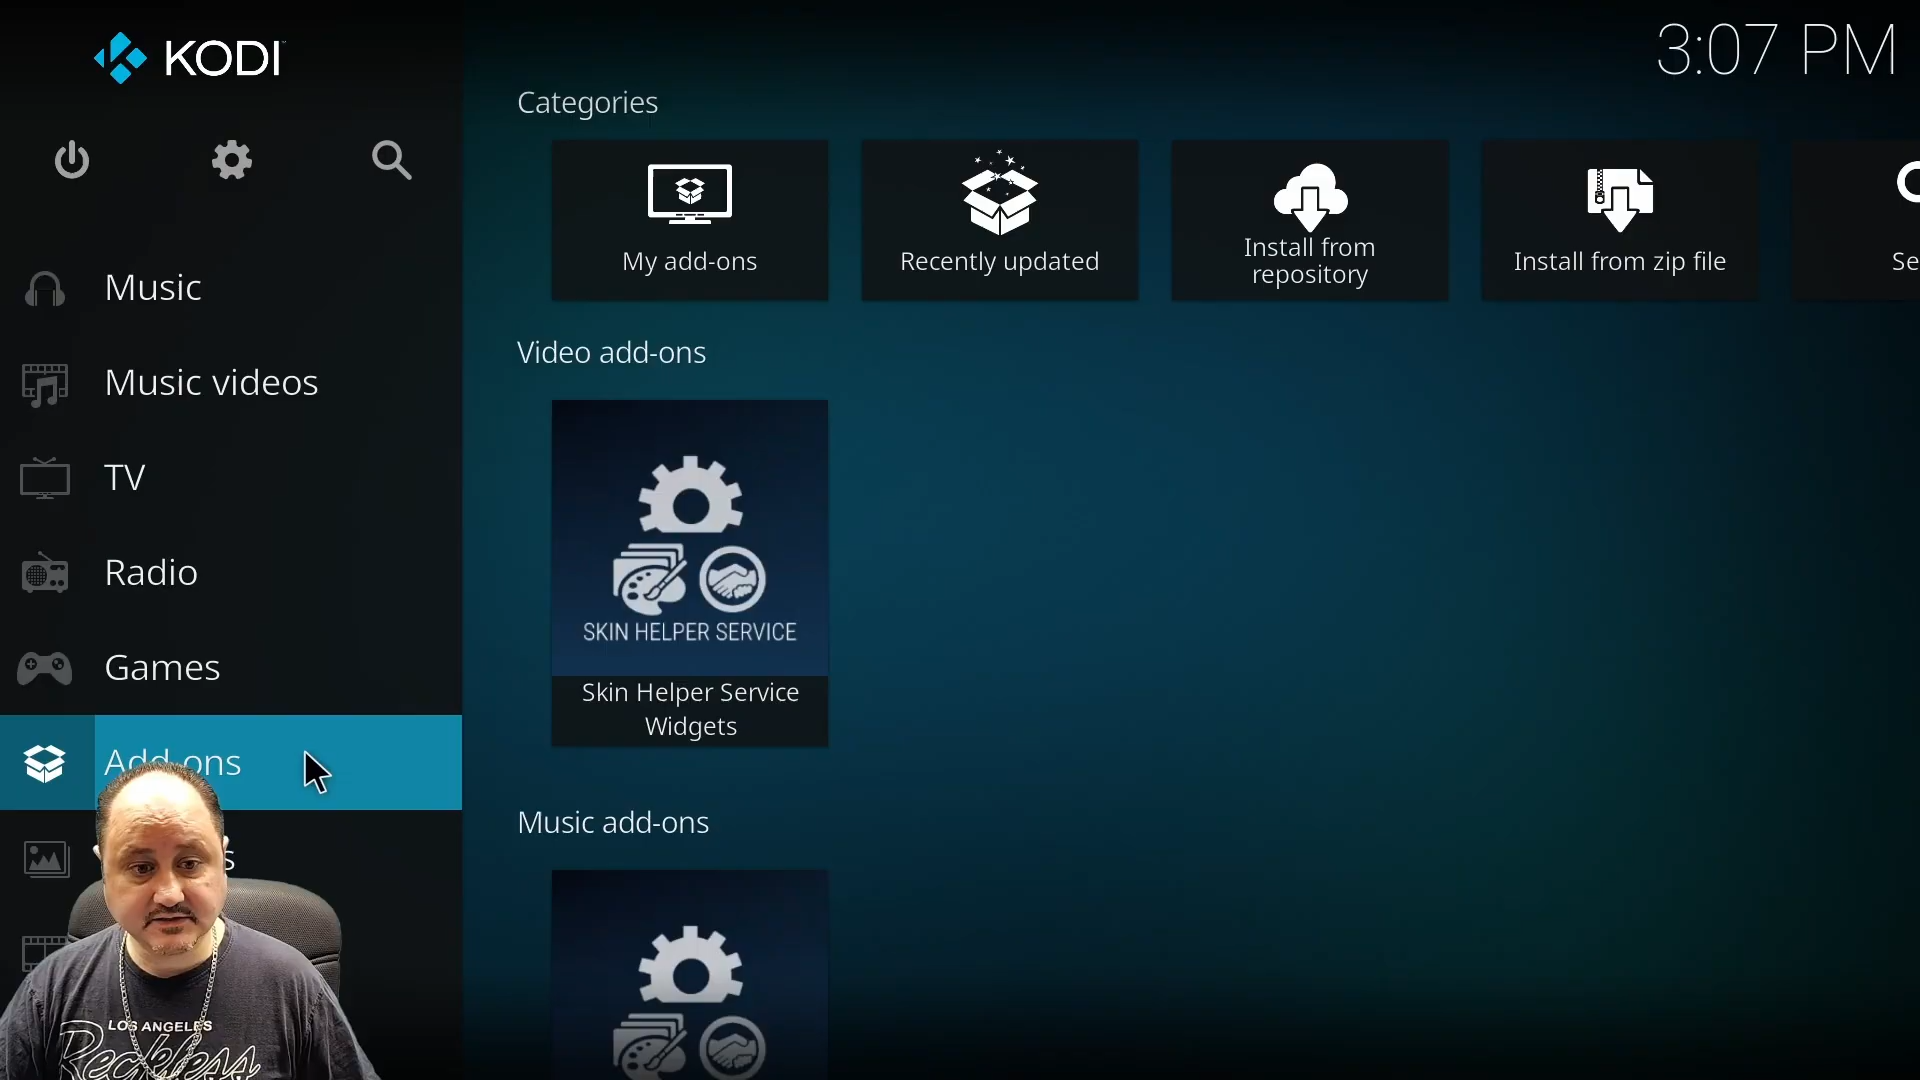 KODI
3:07 PM
Categories
My add-ons
Recently updated
Install from
repository
Install from zip file
Se
Music
Music videos
TV
Radio
Games
Add-ons
s
Video add-ons
SKIN HELPER SERVICE
Skin Helper Service
Widgets
Music add-ons
LOS ANGELES
Reckless